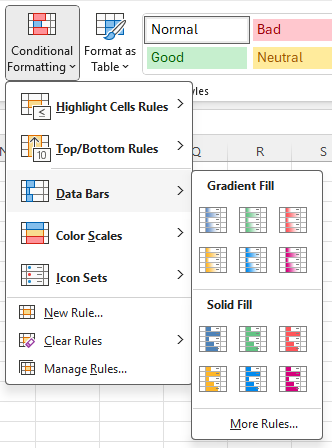 Conditional
Formatting
Format as
Table
Normal
Bad
Good
Neutral
Highlight Cells Rules
Top/Bottom Rules
10
Data Bars
Color Scales
Icon Sets
New Rule...
Clear Rules
Manage Rules...
Q
R
S
Gradient Fill
Solid Fill
More Rules...